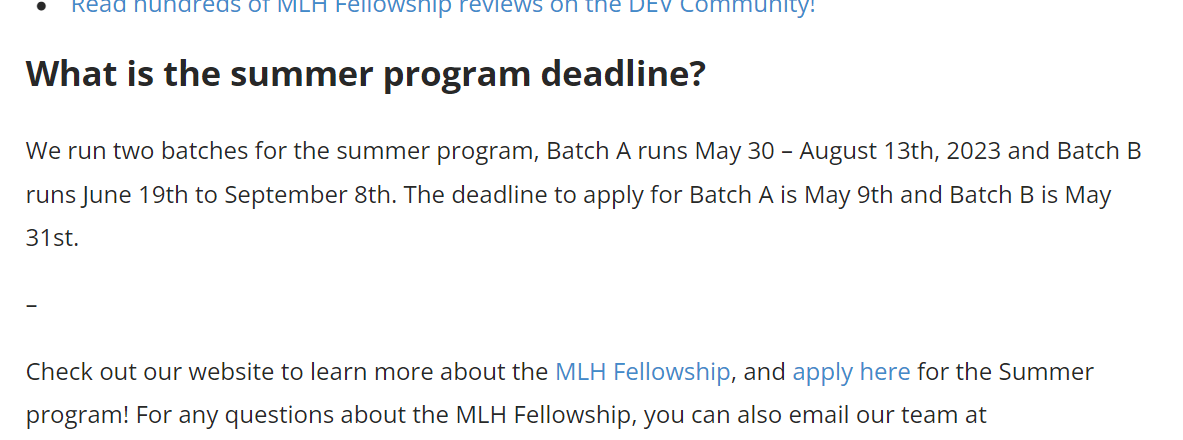 Read hundreds of MLH Fellowship reviews on the DEV Community!
What is the summer program deadline?
We run two batches for the summer program, Batch A runs May 30 – August 13th, 2023 and Batch B
runs June 19th to September 8th. The deadline to apply for Batch A is May 9th and Batch B is May
31st.
–
Check out our website to learn more about the MLH Fellowship, and apply here for the Summer
program! For any questions about the MLH Fellowship, you can also email our team at